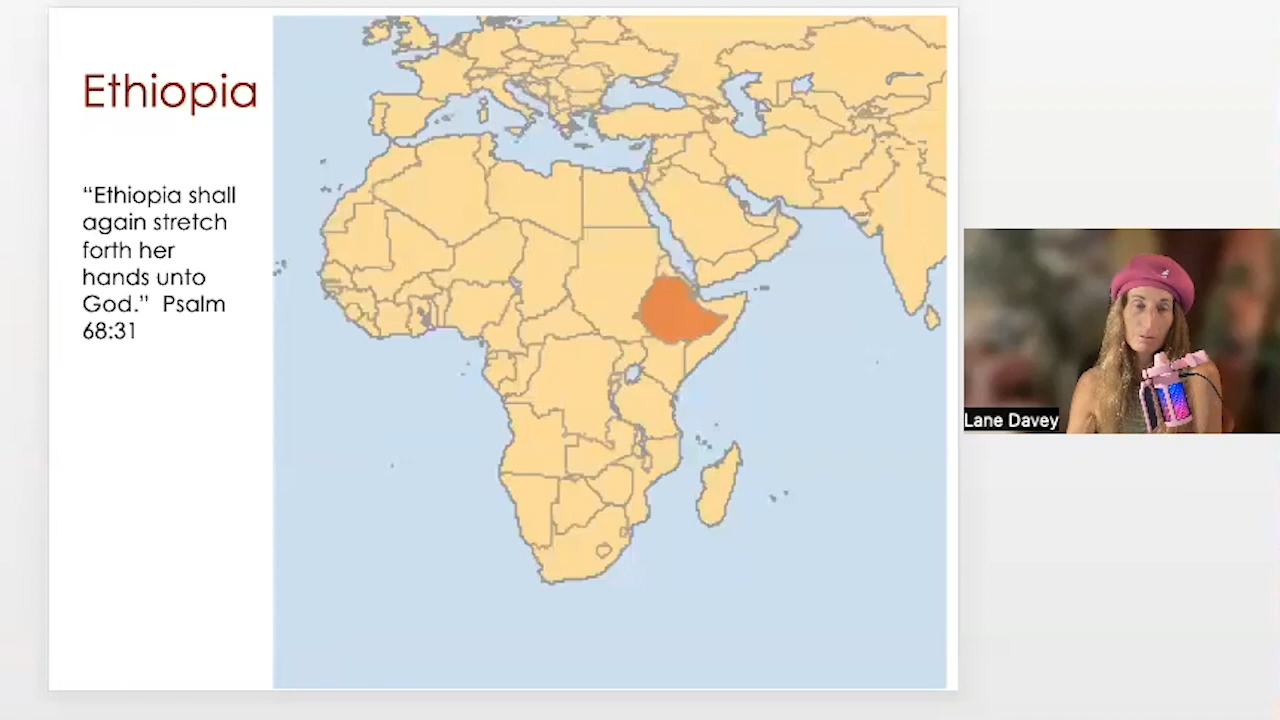 Ethiopia
“Ethiopia shall
again stretch
forth her
hands unto
God.”  Psalm
68:31
Lane Davey